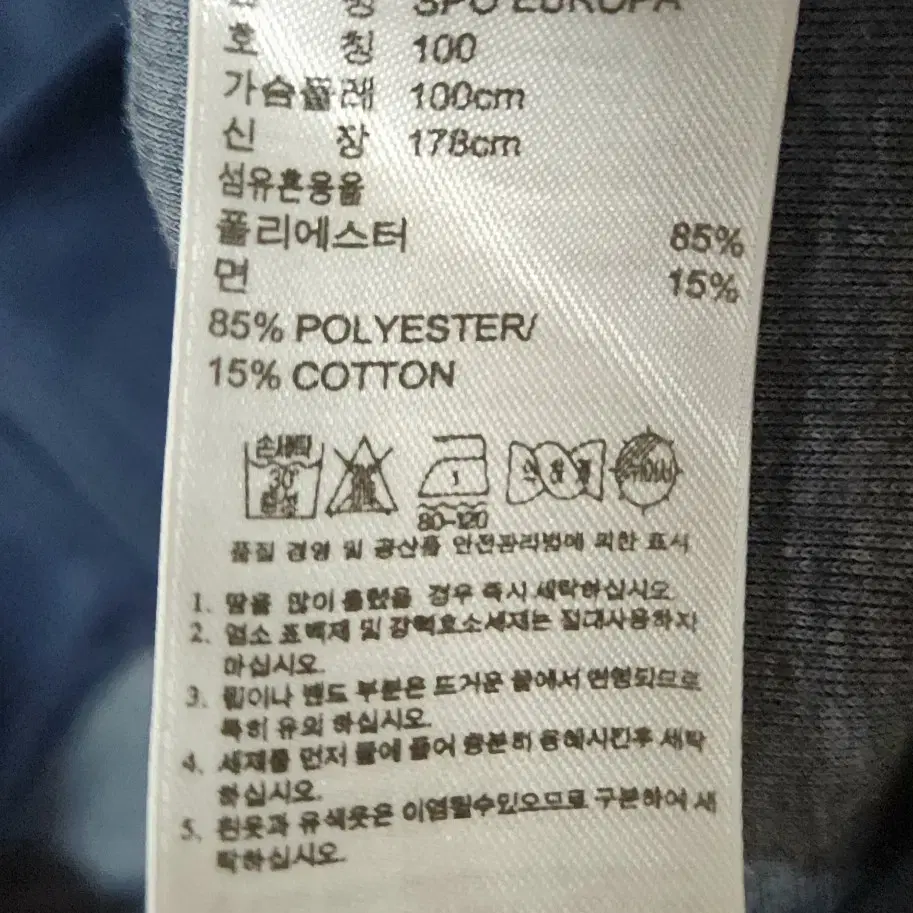 명 SPO EUROPA
호 칭 100
가슴둘레 100cm
신 장 178cm
섬유혼용율
폴리에스터 85%
면 15%
85% POLYESTER/
15% COTTON
손세탁
30°
중성
1
80-120
약하게
품질 경영 및 공산품 안전관리법에 의한 표시
1. 땀을 많이 흘렸을 경우 즉시 세탁하십시오.
2. 염소 표백제 및 강력효소세제는 절대사용하지
마십시오.
3. 립이나 밴드 부분은 뜨거운 물에서 변형되므로
특히 유의 하십시오.
4. 세제를 먼저 물에 풀어 충분히 용해시킨후 세탁
하십시오.
5. 흰옷과 유색옷은 이염될수있으므로 구분하여 세
탁하십시오.